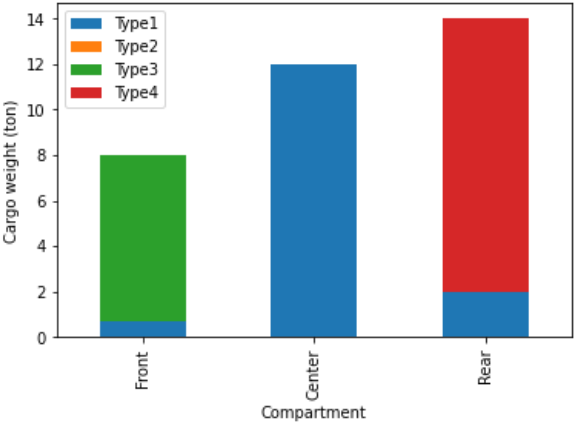 Type1
Type2
Type3
Type4
Cargo weight (ton)
14
12
10
8
6
4
2
0
Front
Center
Rear
Compartment